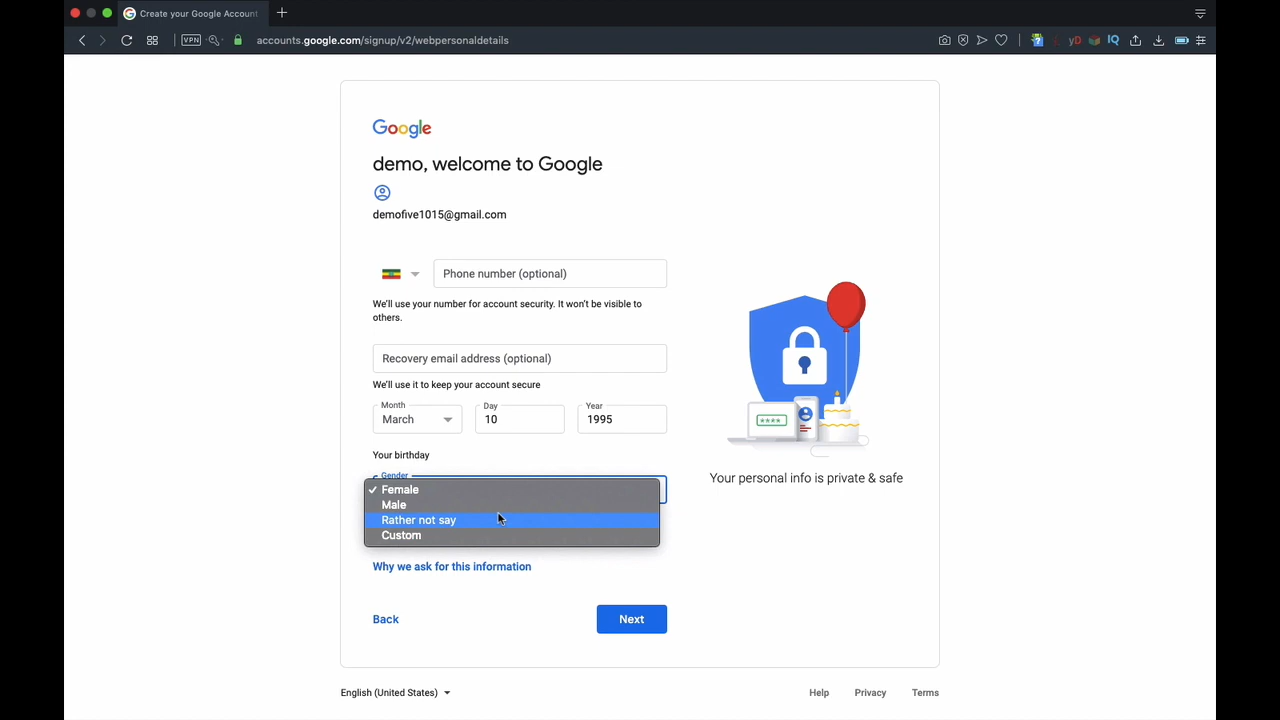 Create your Google Account
VPN
accounts.google.com/signup/v2/webpersonaldetails
yD
IQ
Google
demo, welcome to Google
demofive1015@gmail.com
Phone number (optional)
We'll use your number for account security. It won't be visible to
others.
Recovery email address (optional)
We'll use it to keep your account secure
Month
Day
Year
March
10
1995
Your birthday
Gender
Female
Male
Rather not say
Custom
Why we ask for this information
Back
Next
****
Your personal info is private & safe
English (United States)
Help
Privacy
Terms